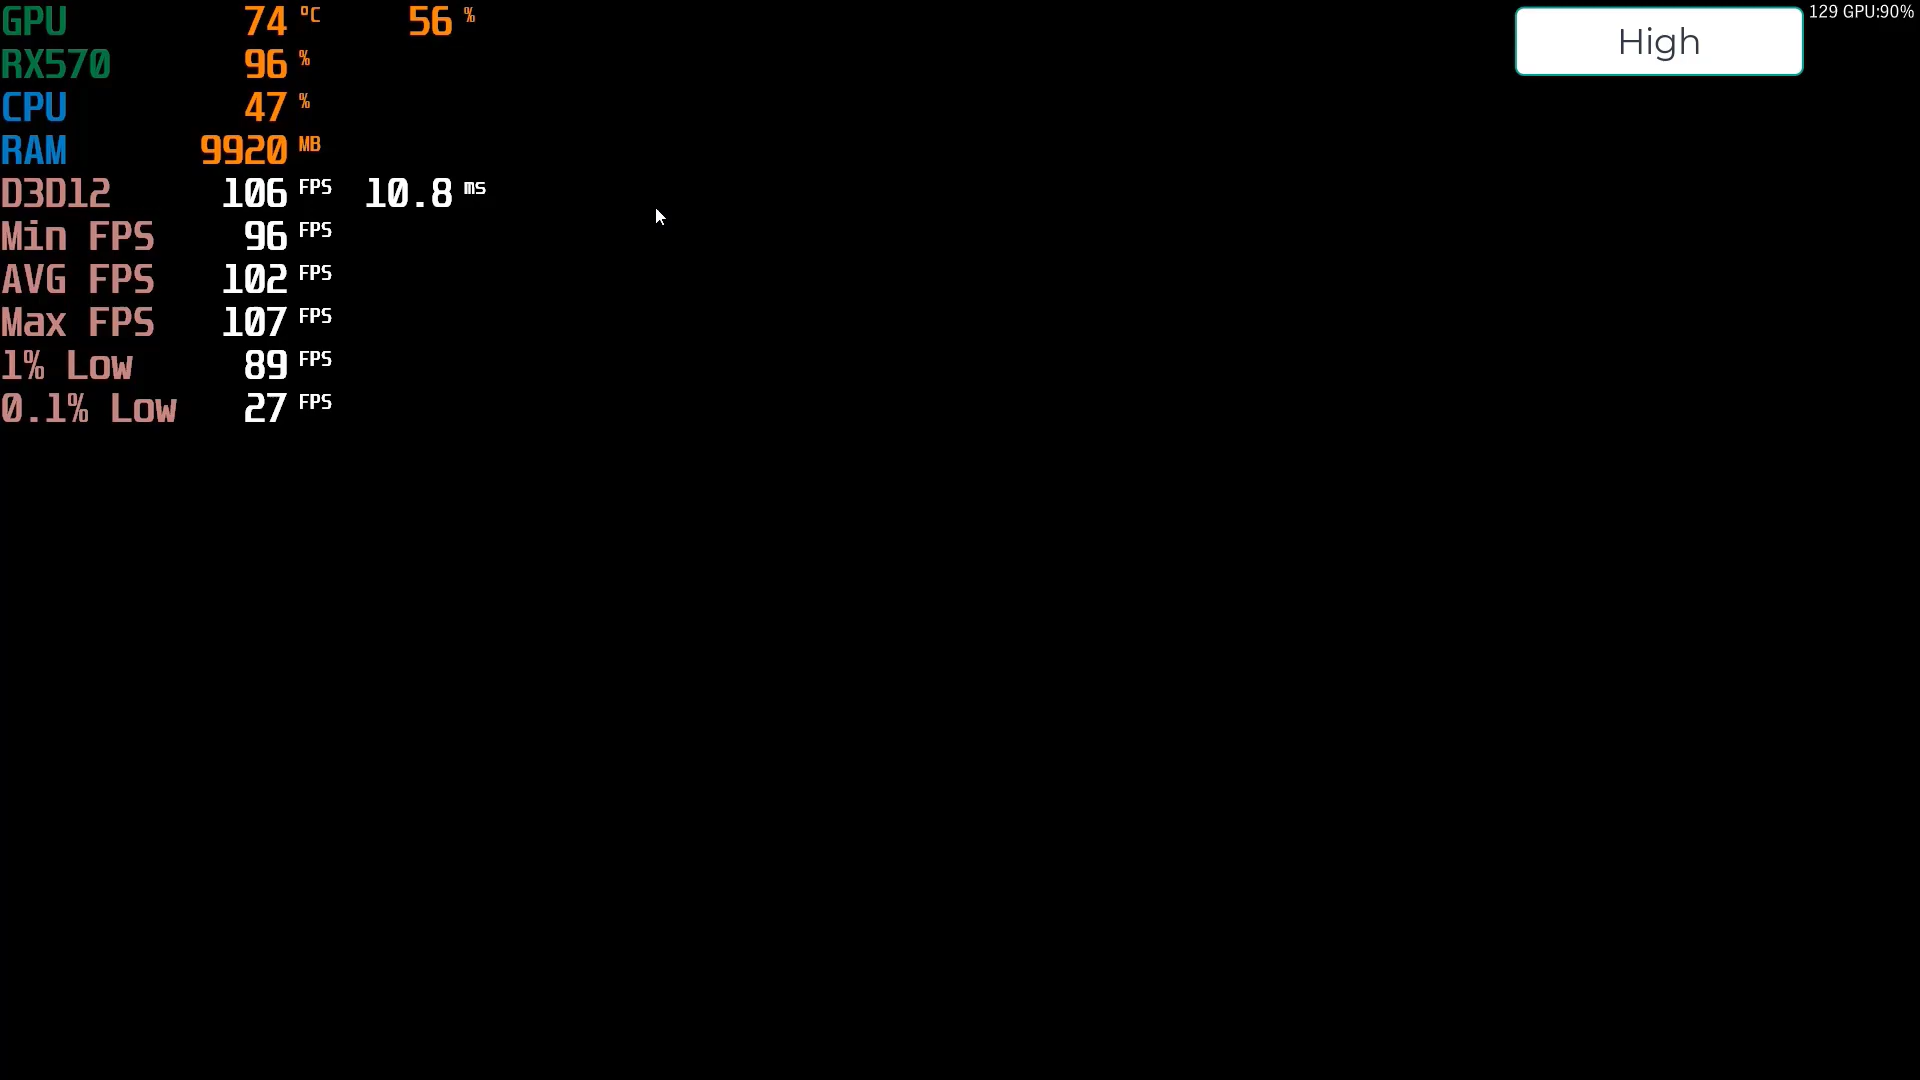 GPU 74 °C 56 %
RX570 96 %
CPU 47 %
RAM 9920 MB
D3D12 106 FPS 10.8 ms
Min FPS 96 FPS
AVG FPS 102 FPS
Max FPS 107 FPS
1% Low 89 FPS
0.1% Low 27 FPS
High
129 GPU:90%